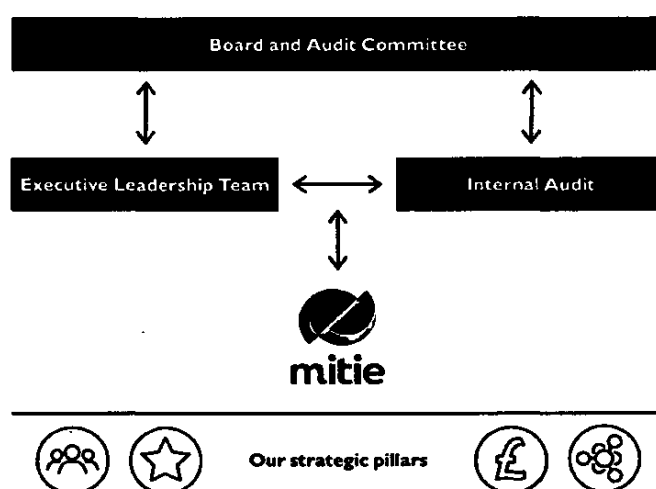 Board and Audit Committee
Executive Leadership Team
Internal Audit
mitie
Our strategic pillars
£